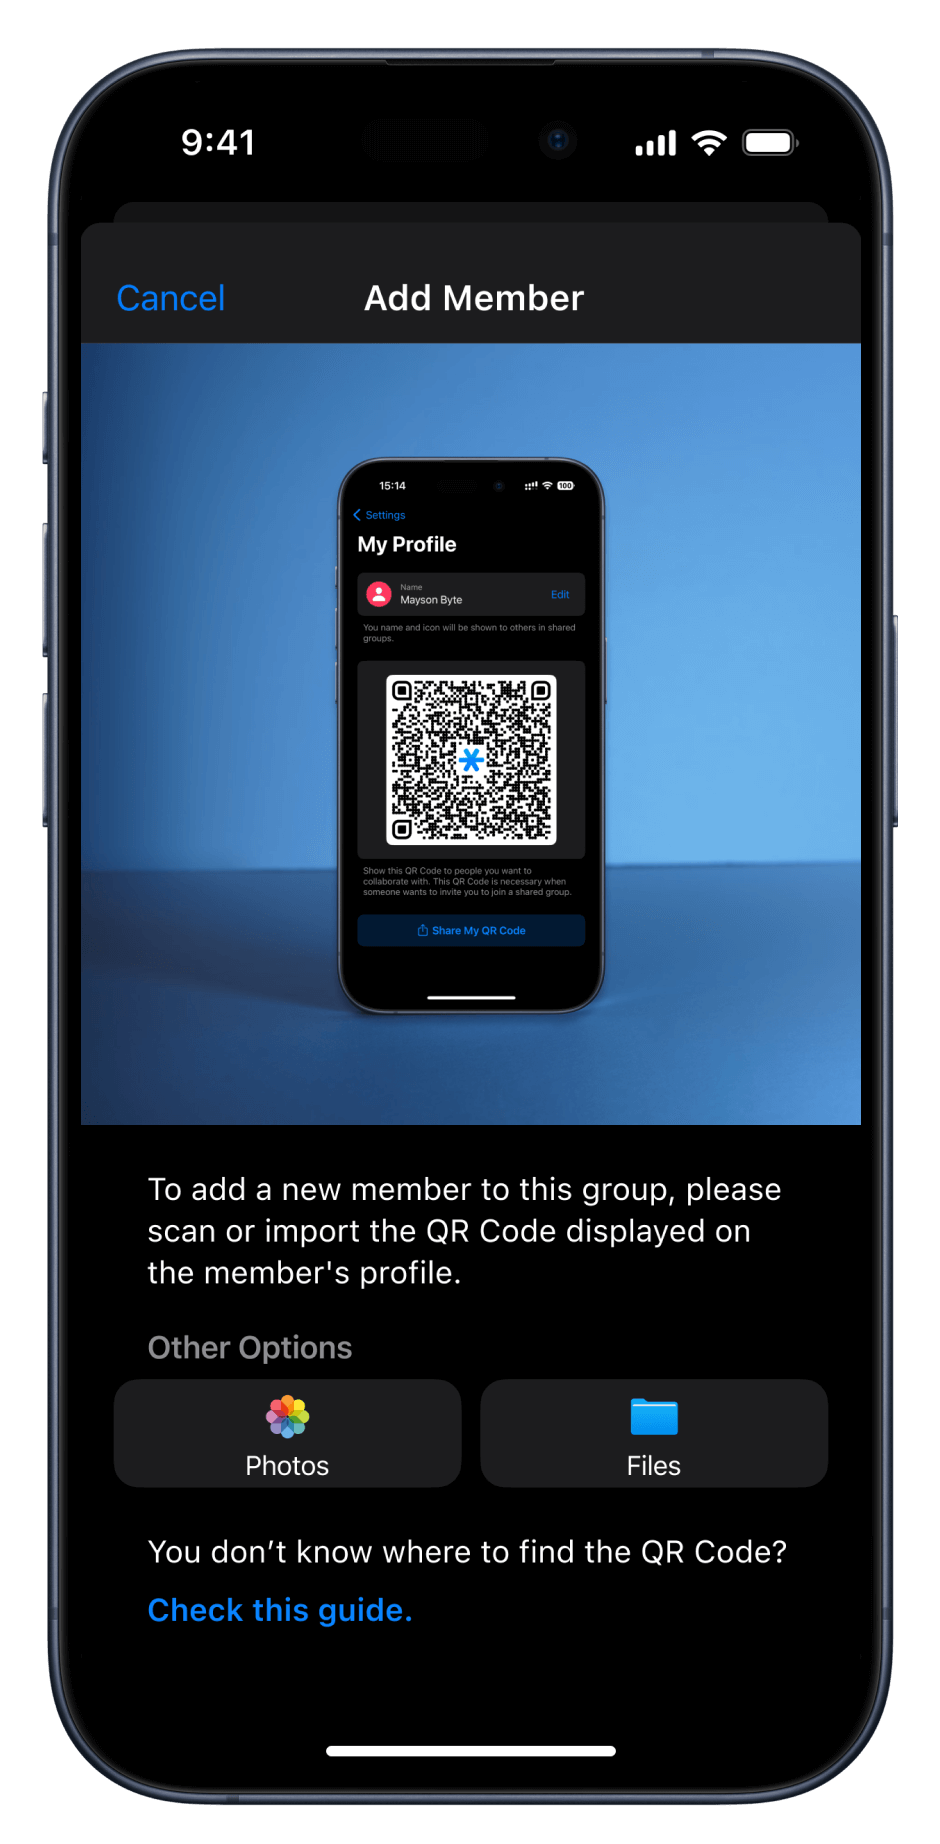 9:41
Cancel
Add Member
15:14
100
Settings
My Profile
Name
Mayson Byte
Edit
You name and icon will be shown to others in shared
groups.
Show this QR Code to people you want to
collaborate with. This QR Code is necessary when
someone wants to invite you to join a shared group.
Share My QR Code
To add a new member to this group, please
scan or import the QR Code displayed on
the member's profile.
Other Options
Photos
Files
You don’t know where to find the QR Code?
Check this guide.